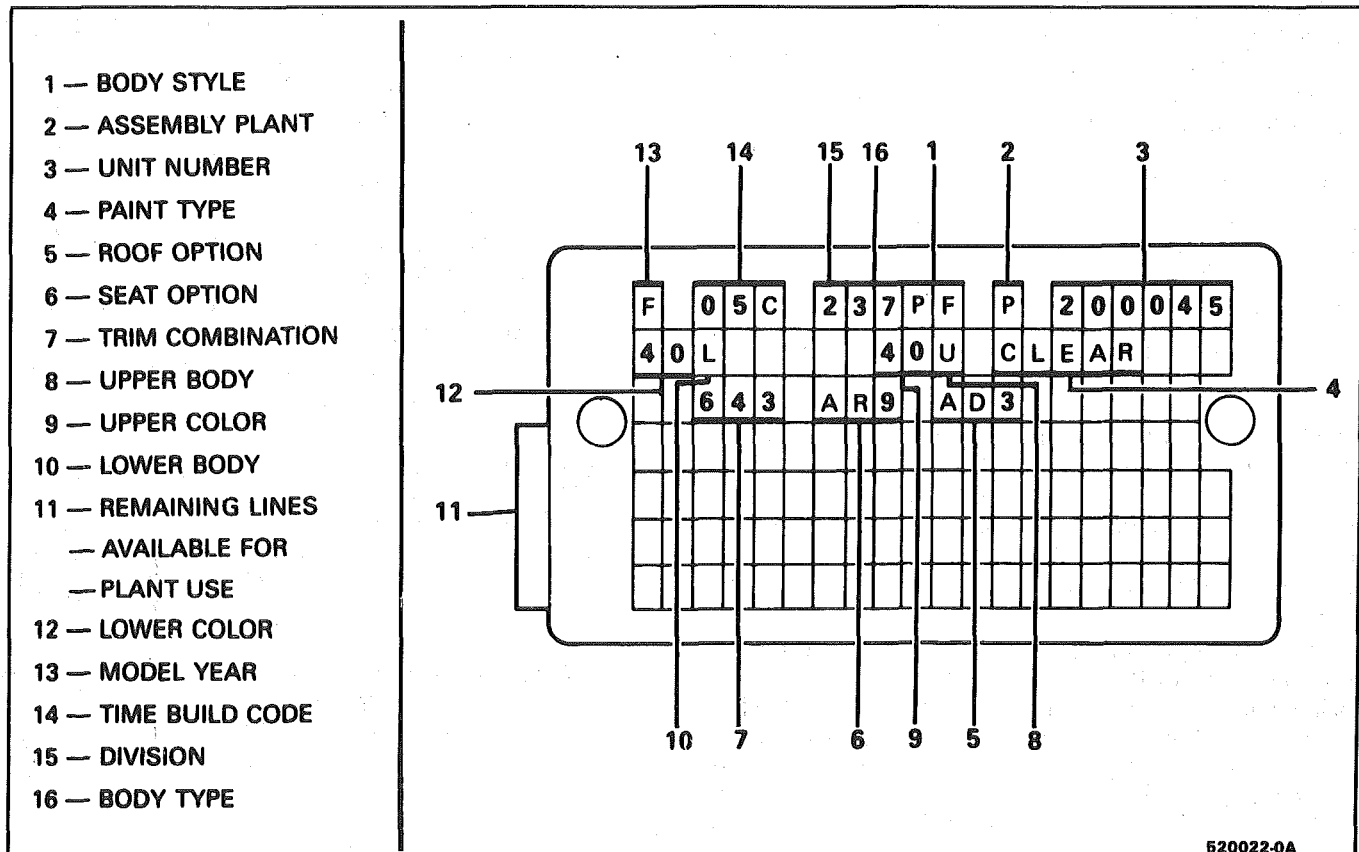 1 — BODY STYLE
2 — ASSEMBLY PLANT
3 — UNIT NUMBER
4 — PAINT TYPE
5 — ROOF OPTION
6 — SEAT OPTION
7 — TRIM COMBINATION
8 — UPPER BODY
9 — UPPER COLOR
10 — LOWER BODY
11 — REMAINING LINES
— AVAILABLE FOR
— PLANT USE
12 — LOWER COLOR
13 — MODEL YEAR
14 — TIME BUILD CODE
15 — DIVISION
16 — BODY TYPE
13 14 15 16 1 2 3
F 05C 237PF P 200045
40L 40U CLEAR
12 4
643 AR9 AD3
11
10 7 6 9 5 8
520022-0A